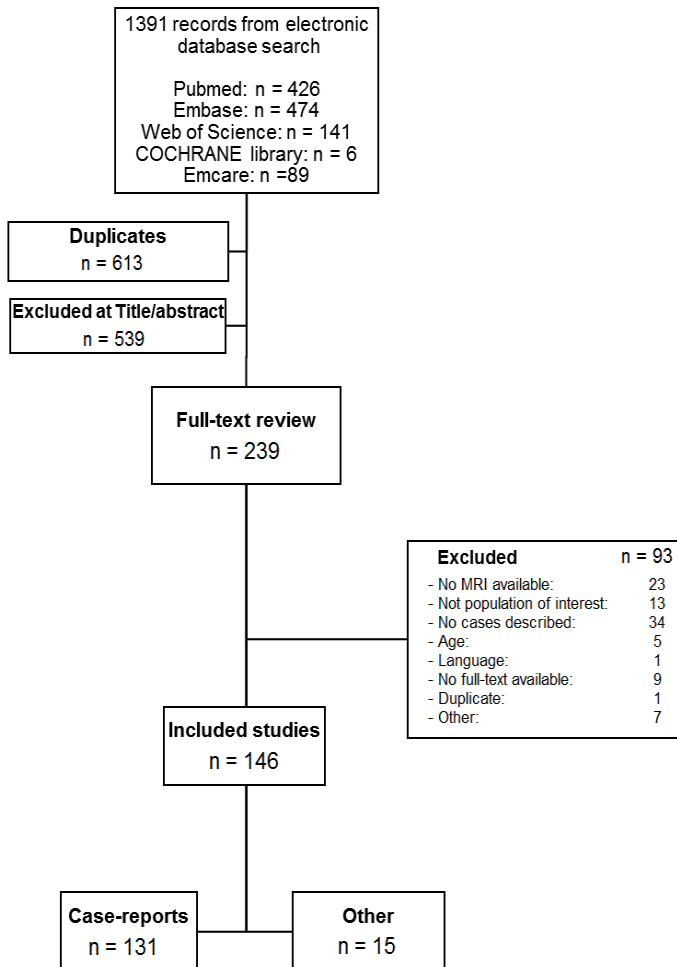 1391 records from electronic
database search
Pubmed: n = 426
Embase: n = 474
Web of Science: n = 141
COCHRANE library: n = 6
Emcare: n =89
Duplicates
n = 613
Excluded at Title/abstract
n = 539
Full-text review
n = 239
Excluded n = 93
- No MRI available: 23
- Not population of interest: 13
- No cases described: 34
- Age: 5
- Language: 1
- No full-text available: 9
- Duplicate: 1
- Other: 7
Included studies
n = 146
Case-reports
n = 131
Other
n = 15